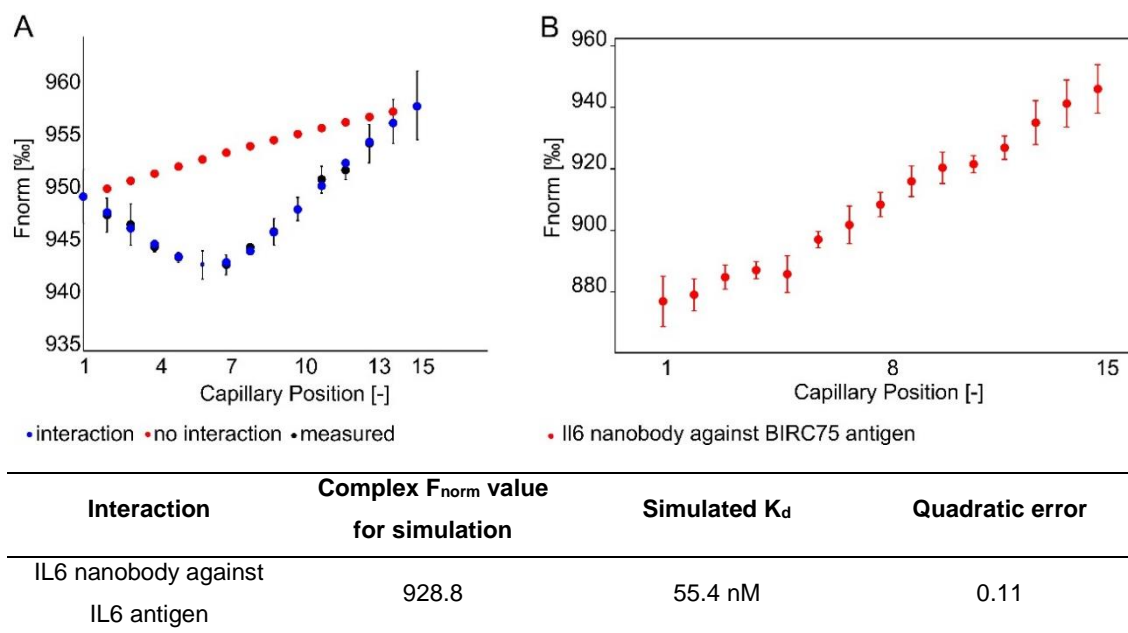 A
Fnorm [‰]
960
955
950
945
940
935
1 4 7 10 13 15
Capillary Position [-]
interaction no interaction measured
B
Fnorm [‰]
960
940
920
900
880
1 8 15
Capillary Position [-]
Il6 nanobody against BIRC75 antigen
Interaction Complex Fnorm value for simulation Simulated Kd Quadratic error
IL6 nanobody against
IL6 antigen
928.8 55.4 nM 0.11